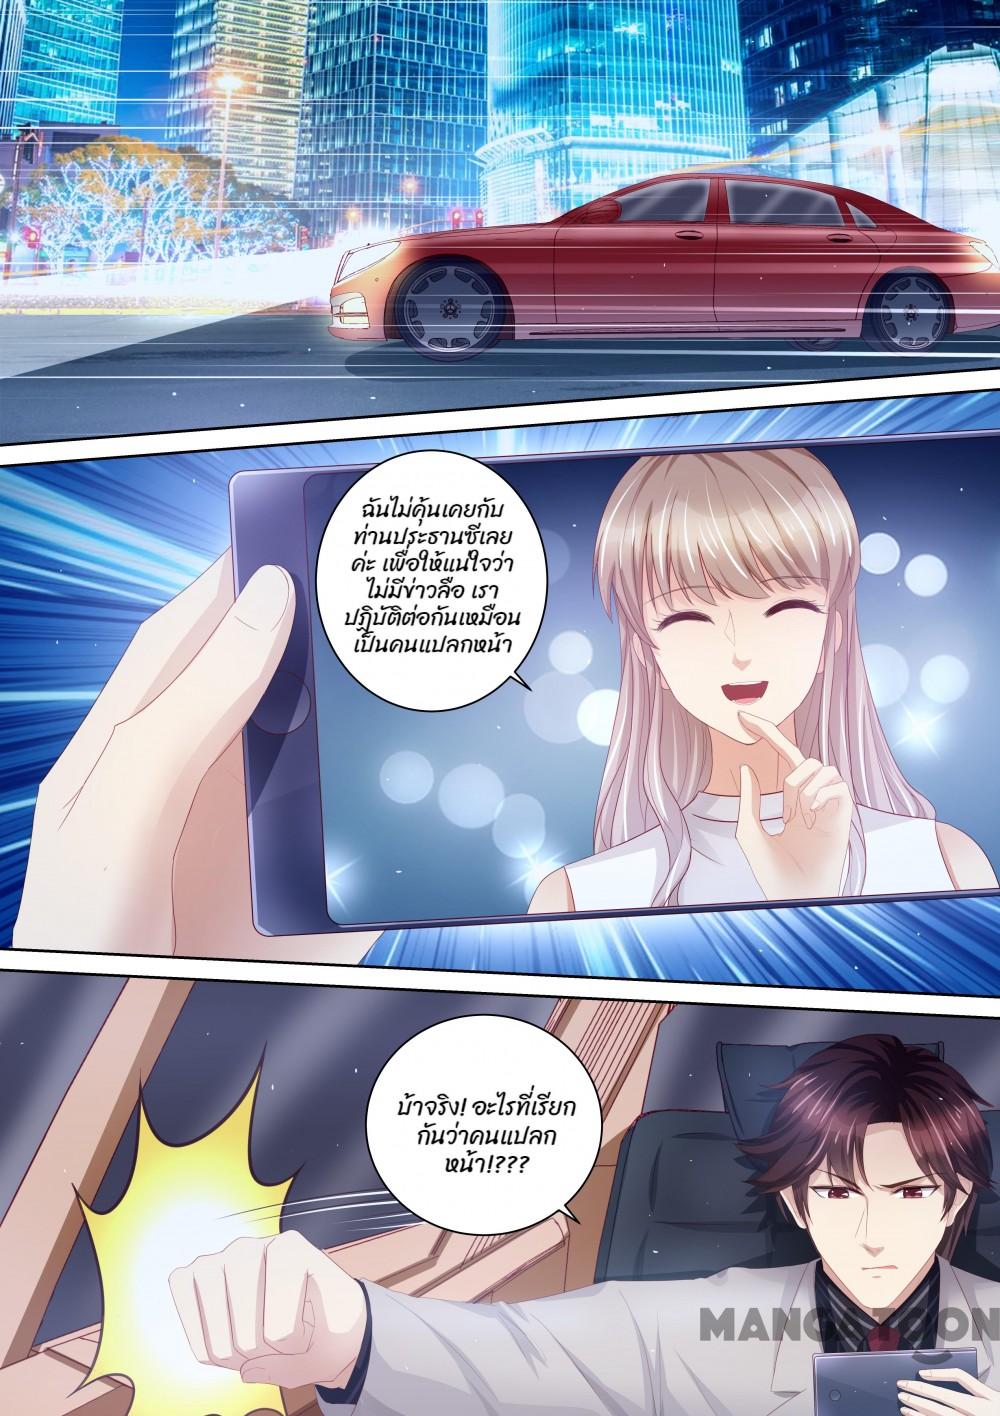 ฉันไม่คุ้นเคยกับ
ท่านประธานซีเลย
ค่ะ เพื่อให้แน่ใจว่า
ไม่มีข่าวลือ เรา
ปฏิบัติต่อกันเหมือน
เป็นคนแปลกหน้า
บ้าจริง! อะไรที่เรียก
กันว่าคนแปลก
หน้า!???
MANGATOON